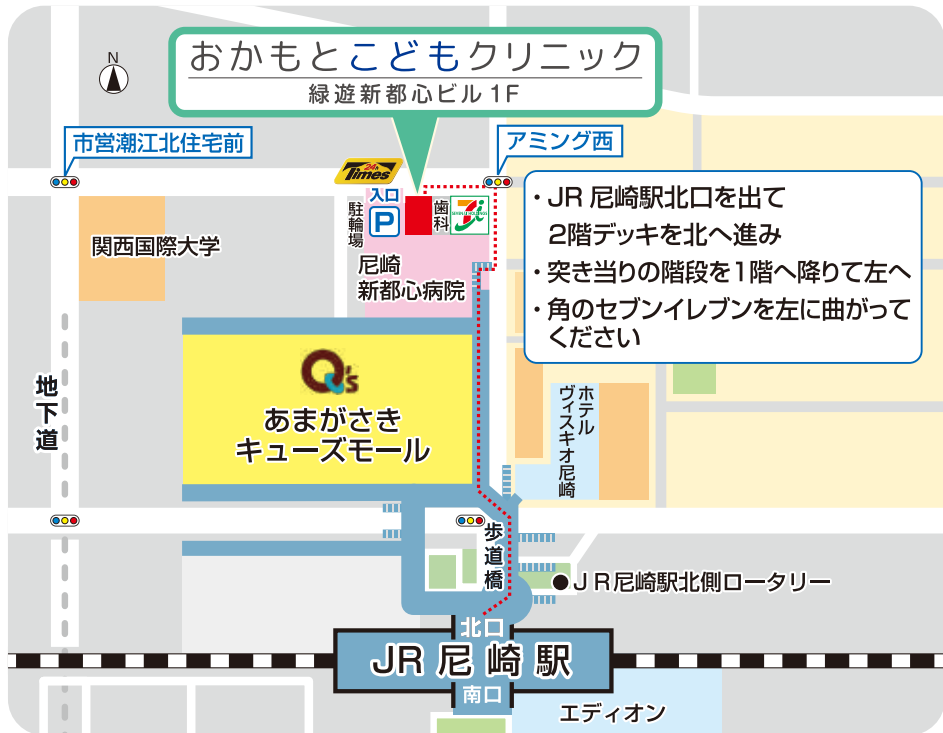 N
おかもとこどもクリニック
緑遊新都心ビル1F
市営潮江北住宅前
アミング西
24h
Times
入口
P
駐輪場
歯科
・JR 尼崎駅北口を出て
2階デッキを北へ進み
・突き当りの階段を1階へ降りて左へ
・角のセブンイレブンを左に曲がって
ください
関西国際大学
尼崎
新都心病院
Q's
あまがさき
キューズモール
地下道
ホテル
ヴィスキオ尼崎
歩道橋
●JR尼崎駅北側ロータリー
北口
JR 尼崎駅
南口
エディオン